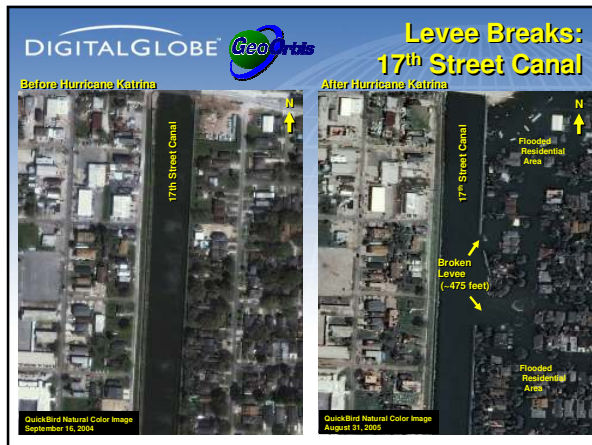 DIGITALGLOBE
GeoOrbis
Levee Breaks:
17th Street Canal
Before Hurricane Katrina
N
17th Street Canal
QuickBird Natural Color Image
September 16, 2004
After Hurricane Katrina
N
17th Street Canal
Flooded
Residential
Area
Broken
Levee
(~475 feet)
Flooded
Residential
Area
QuickBird Natural Color Image
August 31, 2005